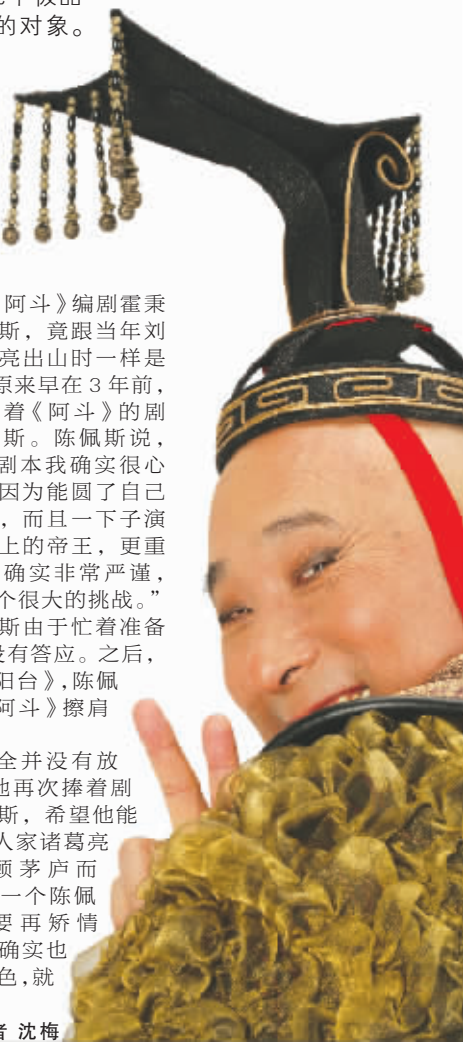 的对象。
阿斗》编剧霍秉
斯，竟跟当年刘
亮出山时一样是
原来早在3年前，
着《阿斗》的剧
斯。陈佩斯说，
剧本我确实很心
因为能圆了自己
，而且一下子演
上的帝王，更重
确实非常严谨，
个很大的挑战。”
斯由于忙着准备
没有答应。之后，
阳台》，陈佩
阿斗》擦肩
全并没有放
他再次捧着剧
斯，希望他能
人家诸葛亮
顾茅庐而
一个陈佩
要再矫情
确实也
色，就
者 沈梅